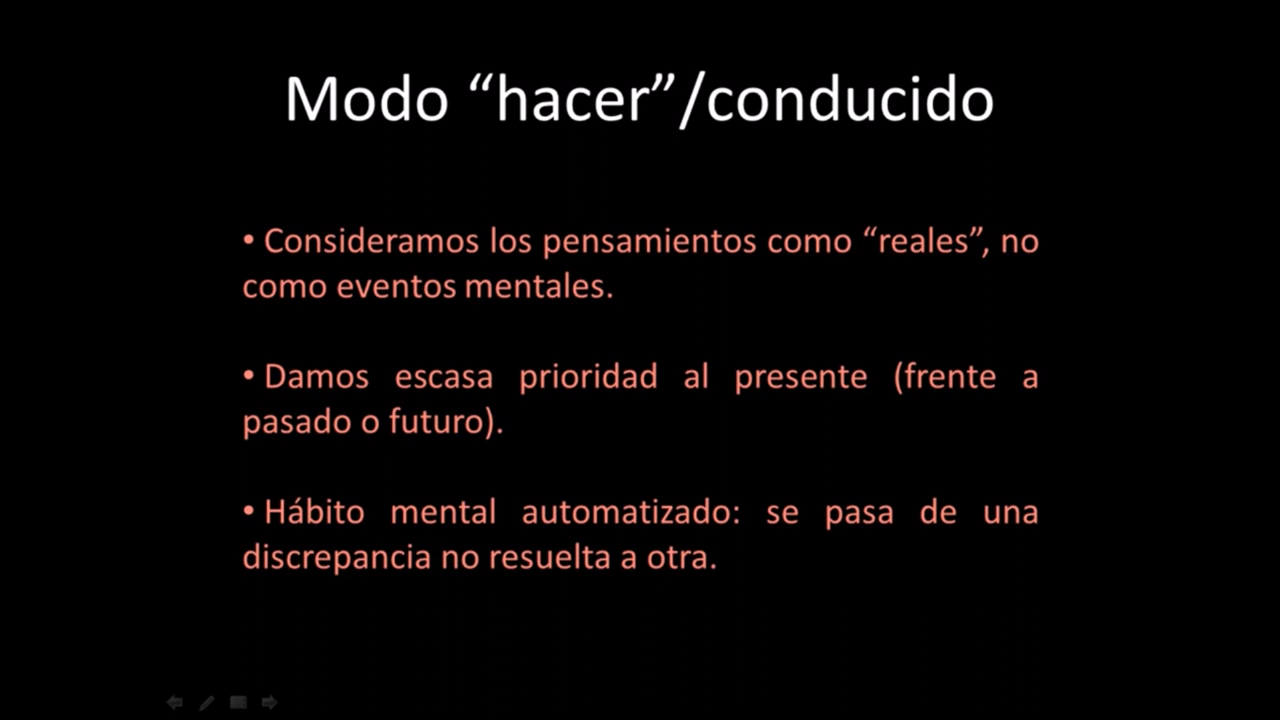 Modo “hacer”/conducido
• Consideramos los pensamientos como “reales”, no
como eventos mentales.
• Damos escasa prioridad al presente (frente a
pasado o futuro).
• Hábito mental automatizado: se pasa de una
discrepancia no resuelta a otra.